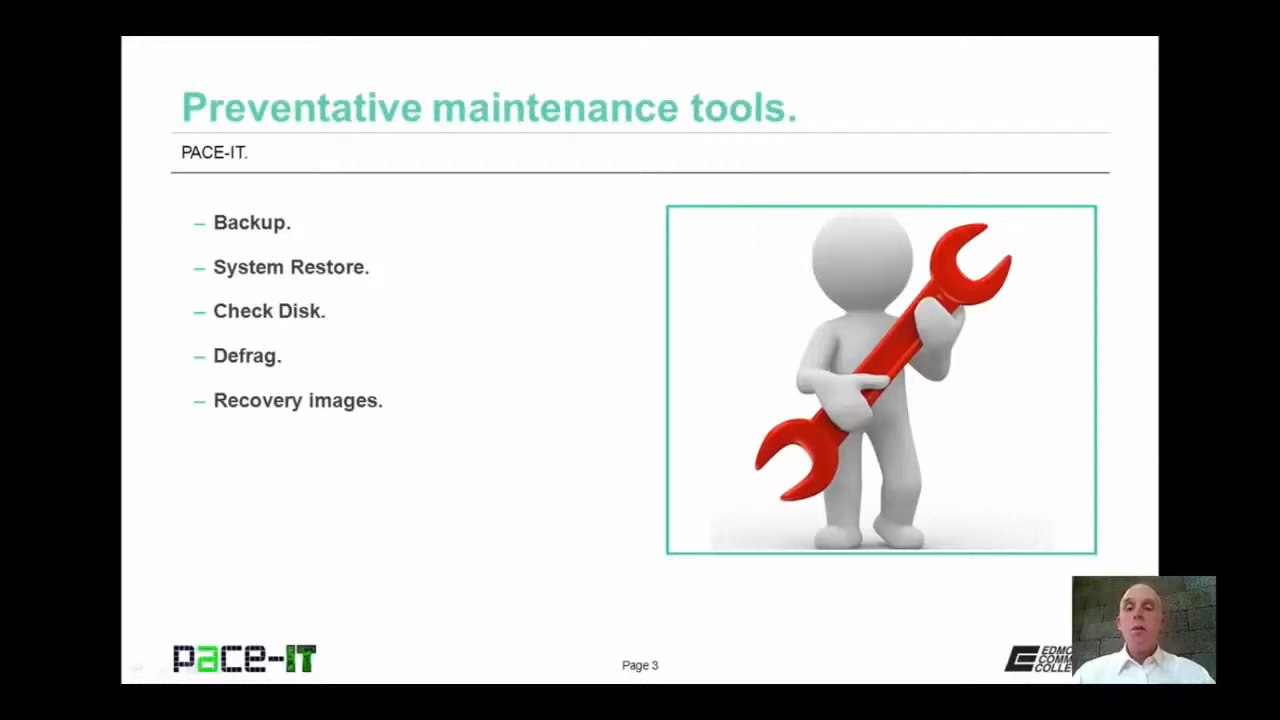 Preventative maintenance tools.
PACE-IT.
– Backup.
– System Restore.
– Check Disk.
– Defrag.
– Recovery images.
pace-IT
Page 3